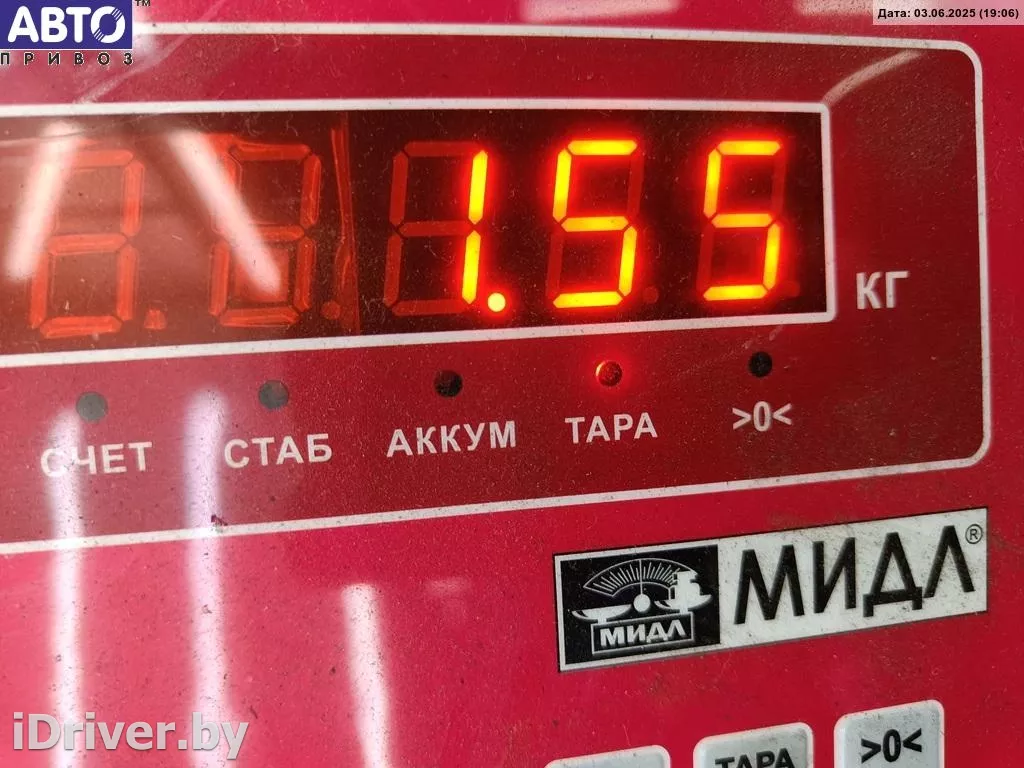 АВТО™
ПРИВОЗ
Дата: 03.06.2025 (19:06)
1.55
КГ
СЧЕТ СТАБ АККУМ ТАРА >0<
МИДЛ
МИДЛ®
iDriver.by
ТАРА >0<